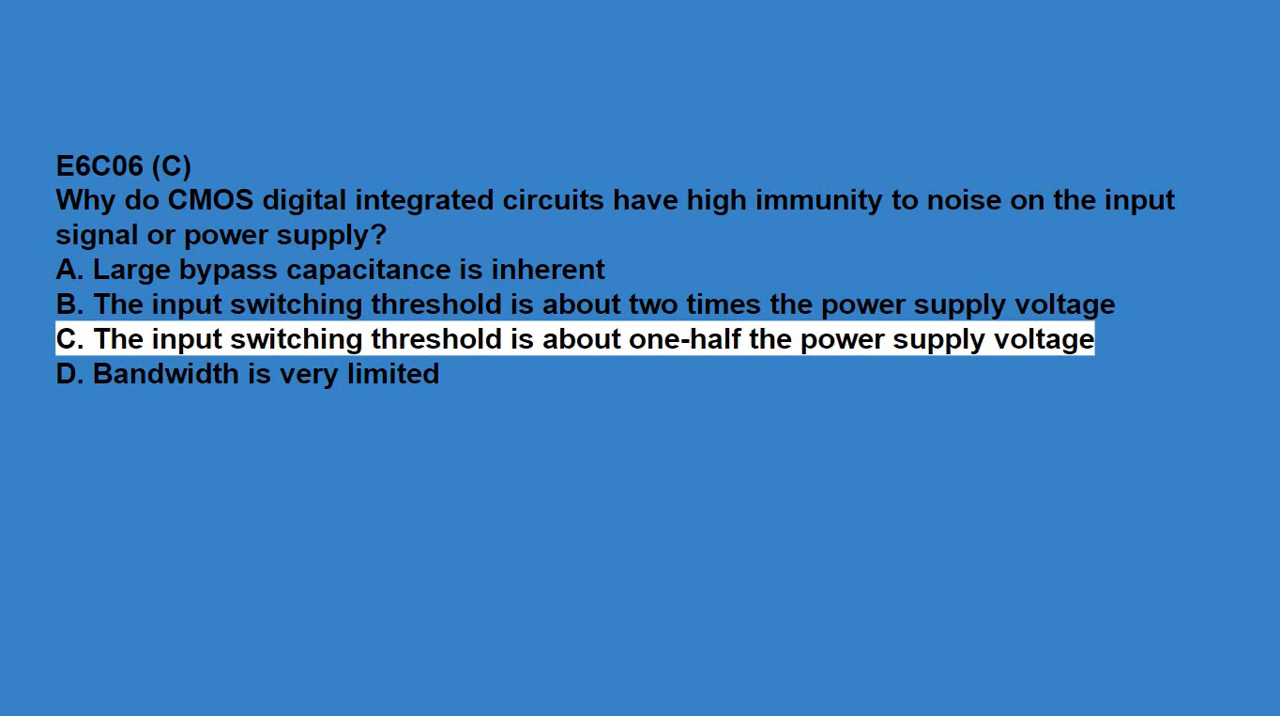 E6C06 (C)
Why do CMOS digital integrated circuits have high immunity to noise on the input
signal or power supply?
A. Large bypass capacitance is inherent
B. The input switching threshold is about two times the power supply voltage
C. The input switching threshold is about one-half the power supply voltage
D. Bandwidth is very limited